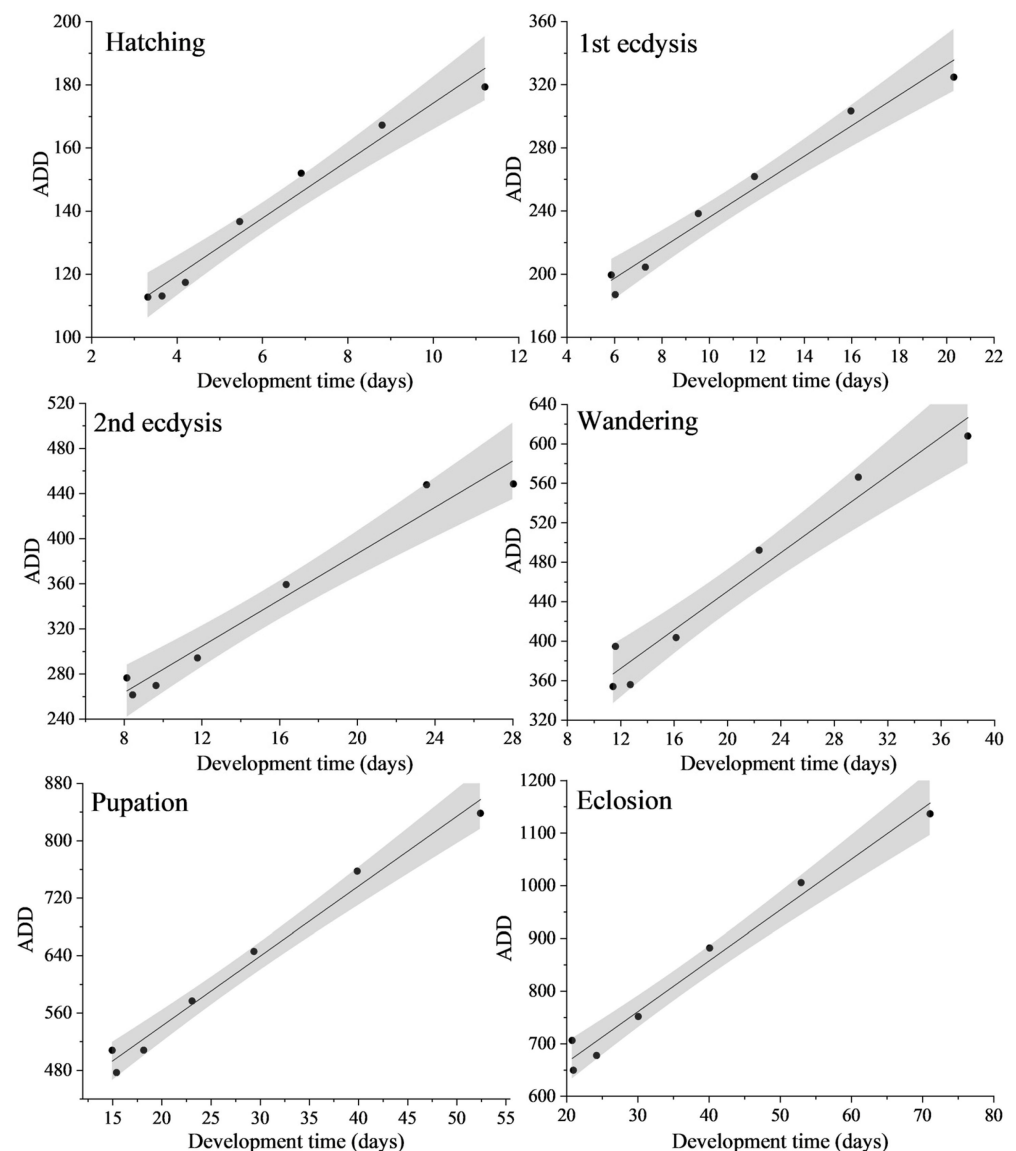 Hatching
ADD
200
180
160
140
120
100
2 4 6 8 10 12
Development time (days)
1st ecdysis
ADD
360
320
280
240
200
160
4 6 8 10 12 14 16 18 20 22
Development time (days)
2nd ecdysis
ADD
520
480
440
400
360
320
280
240
8 12 16 20 24 28
Development time (days)
Wandering
ADD
640
600
560
520
480
440
400
360
320
8 12 16 20 24 28 32 36 40
Development time (days)
Pupation
ADD
880
800
720
640
560
480
15 20 25 30 35 40 45 50 55
Development time (days)
Eclosion
ADD
1200
1100
1000
900
800
700
600
20 30 40 50 60 70 80
Development time (days)